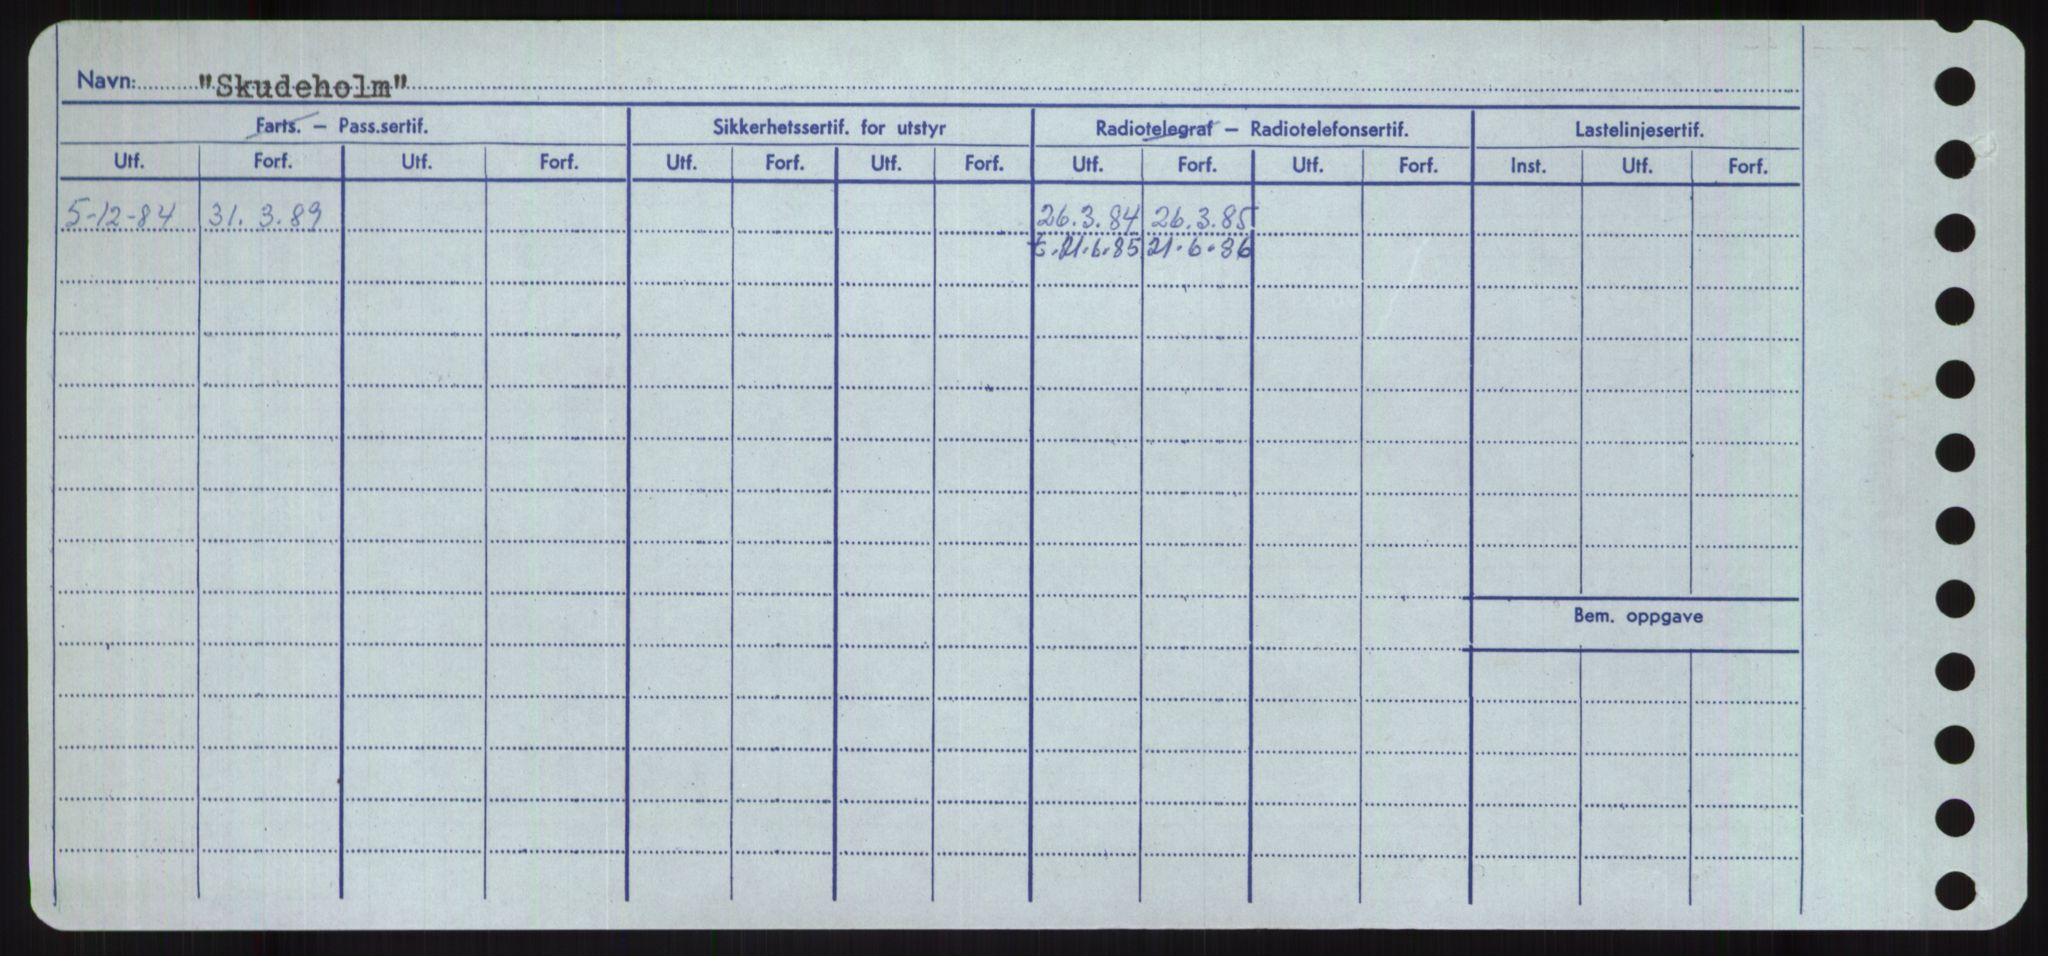 Navn: "Skudeholm"
Farts. – Pass.sertif. Sikkerhetssertif. for utstyr Radiotelegraf – Radiotelefonsertif. Lastelinjesertif.
Utf. Forf. Utf. Forf. Utf. Forf. Utf. Forf. Utf. Forf. Utf. Forf. Inst. Utf. Forf.
5-12-84 31. 3.89 26.3.84 26.3.85
21.6.85 21.6.86
Bem. oppgave